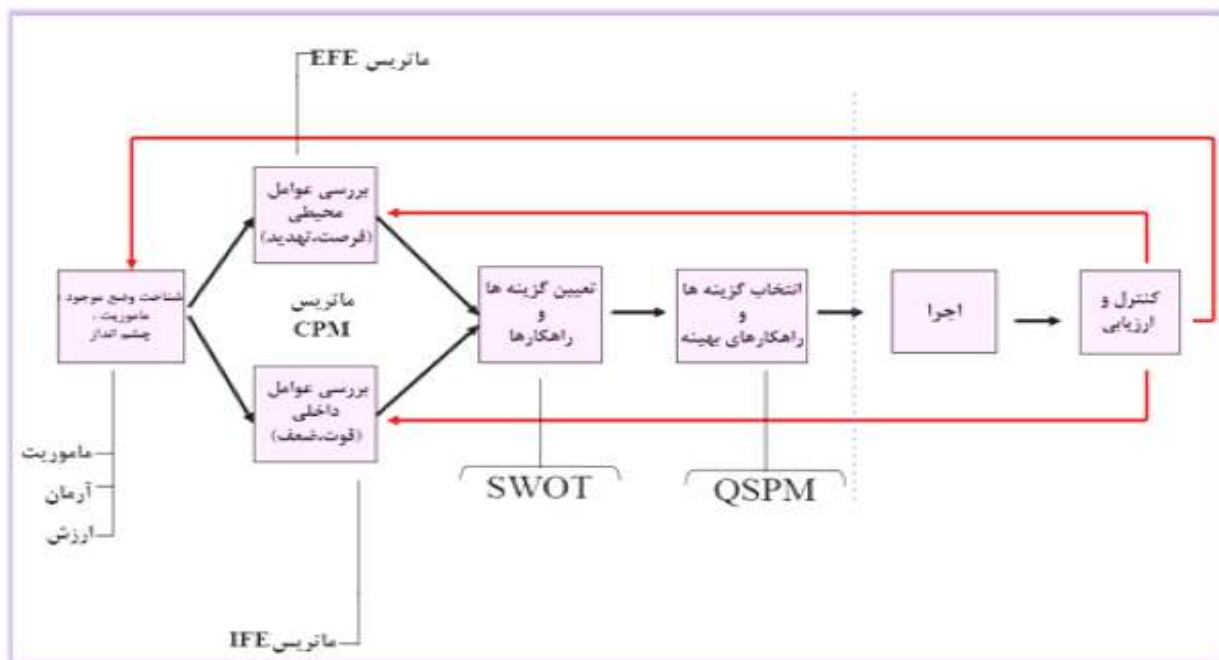 ماتریس EFE
بررسی عوامل
محیطی
(فرصت،تهدید)
شناخت وضع موجود ؛
ماموریت ،
چشم انداز
ماتریس
CPM
تعیین گزینه ها
و
راهکارها
انتخاب گزینه ها
و
راهکارهای بهینه
اجرا
کنترل و
ارزیابی
بررسی عوامل
داخلی
(قوت،ضعف)
ماموریت
آرمان
ارزش
SWOT
QSPM
ماتریس IFE